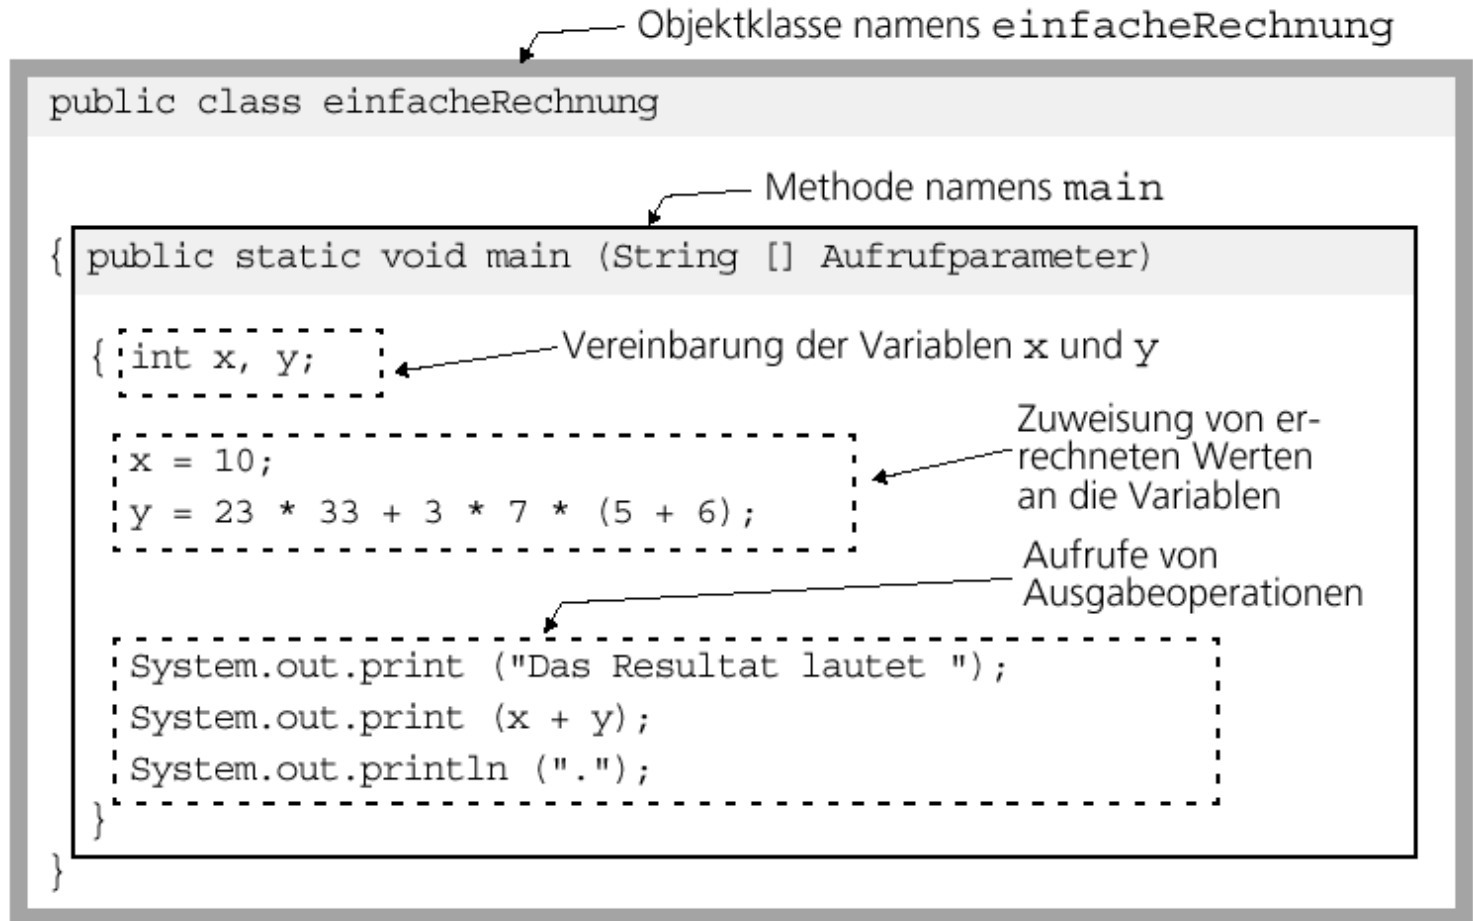 Objektklasse namens einfacheRechnung
public class einfacheRechnung
Methode namens main
{ public static void main (String [] Aufrufparameter)
{ int x, y;
Vereinbarung der Variablen x und y
x = 10;
y = 23 * 33 + 3 * 7 * (5 + 6);
Zuweisung von er-
rechneten Werten
an die Variablen
Aufrufe von
Ausgabeoperationen
System.out.print ("Das Resultat lautet ");
System.out.print (x + y);
System.out.println (".");
}
}